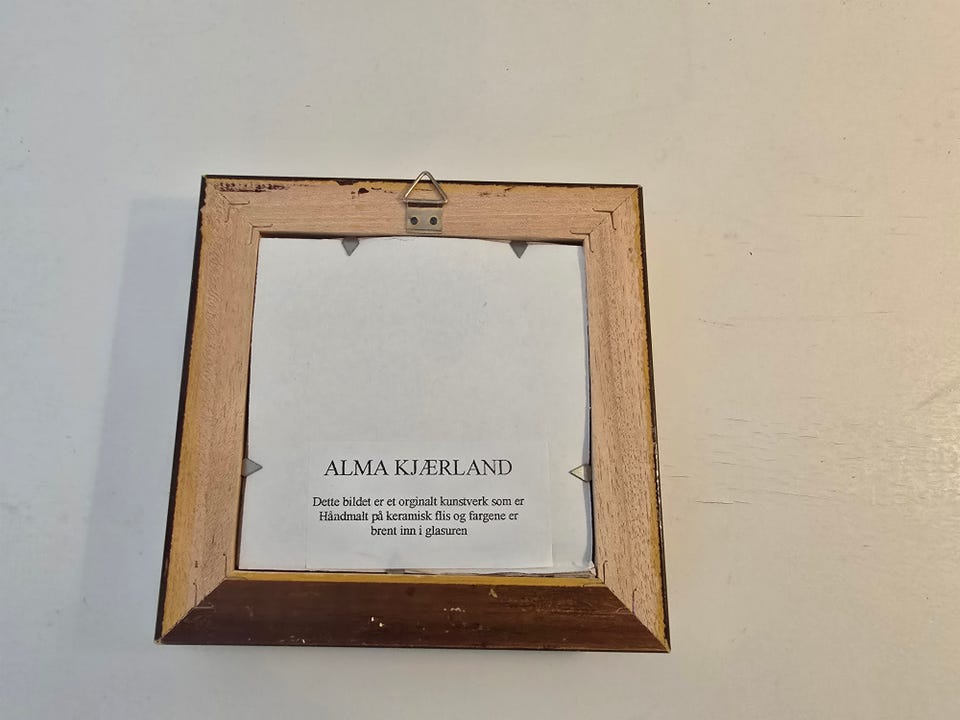 ALMA KJÆRLAND
Dette bildet er et orginalt kunstverk som er
Håndmalt på keramisk flis og fargene er
brent inn i glasuren